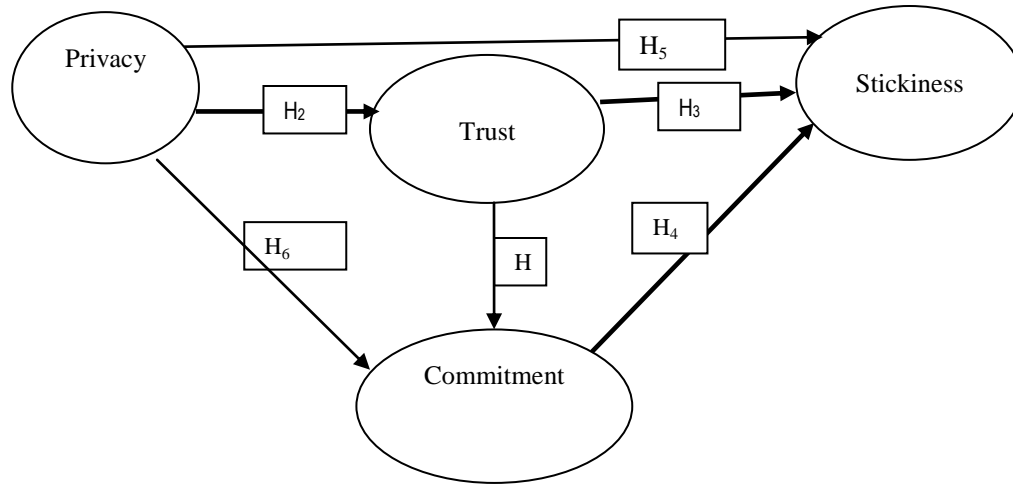 Privacy
H₅
Stickiness
H₂
H₃
Trust
H₆
H₄
H
Commitment